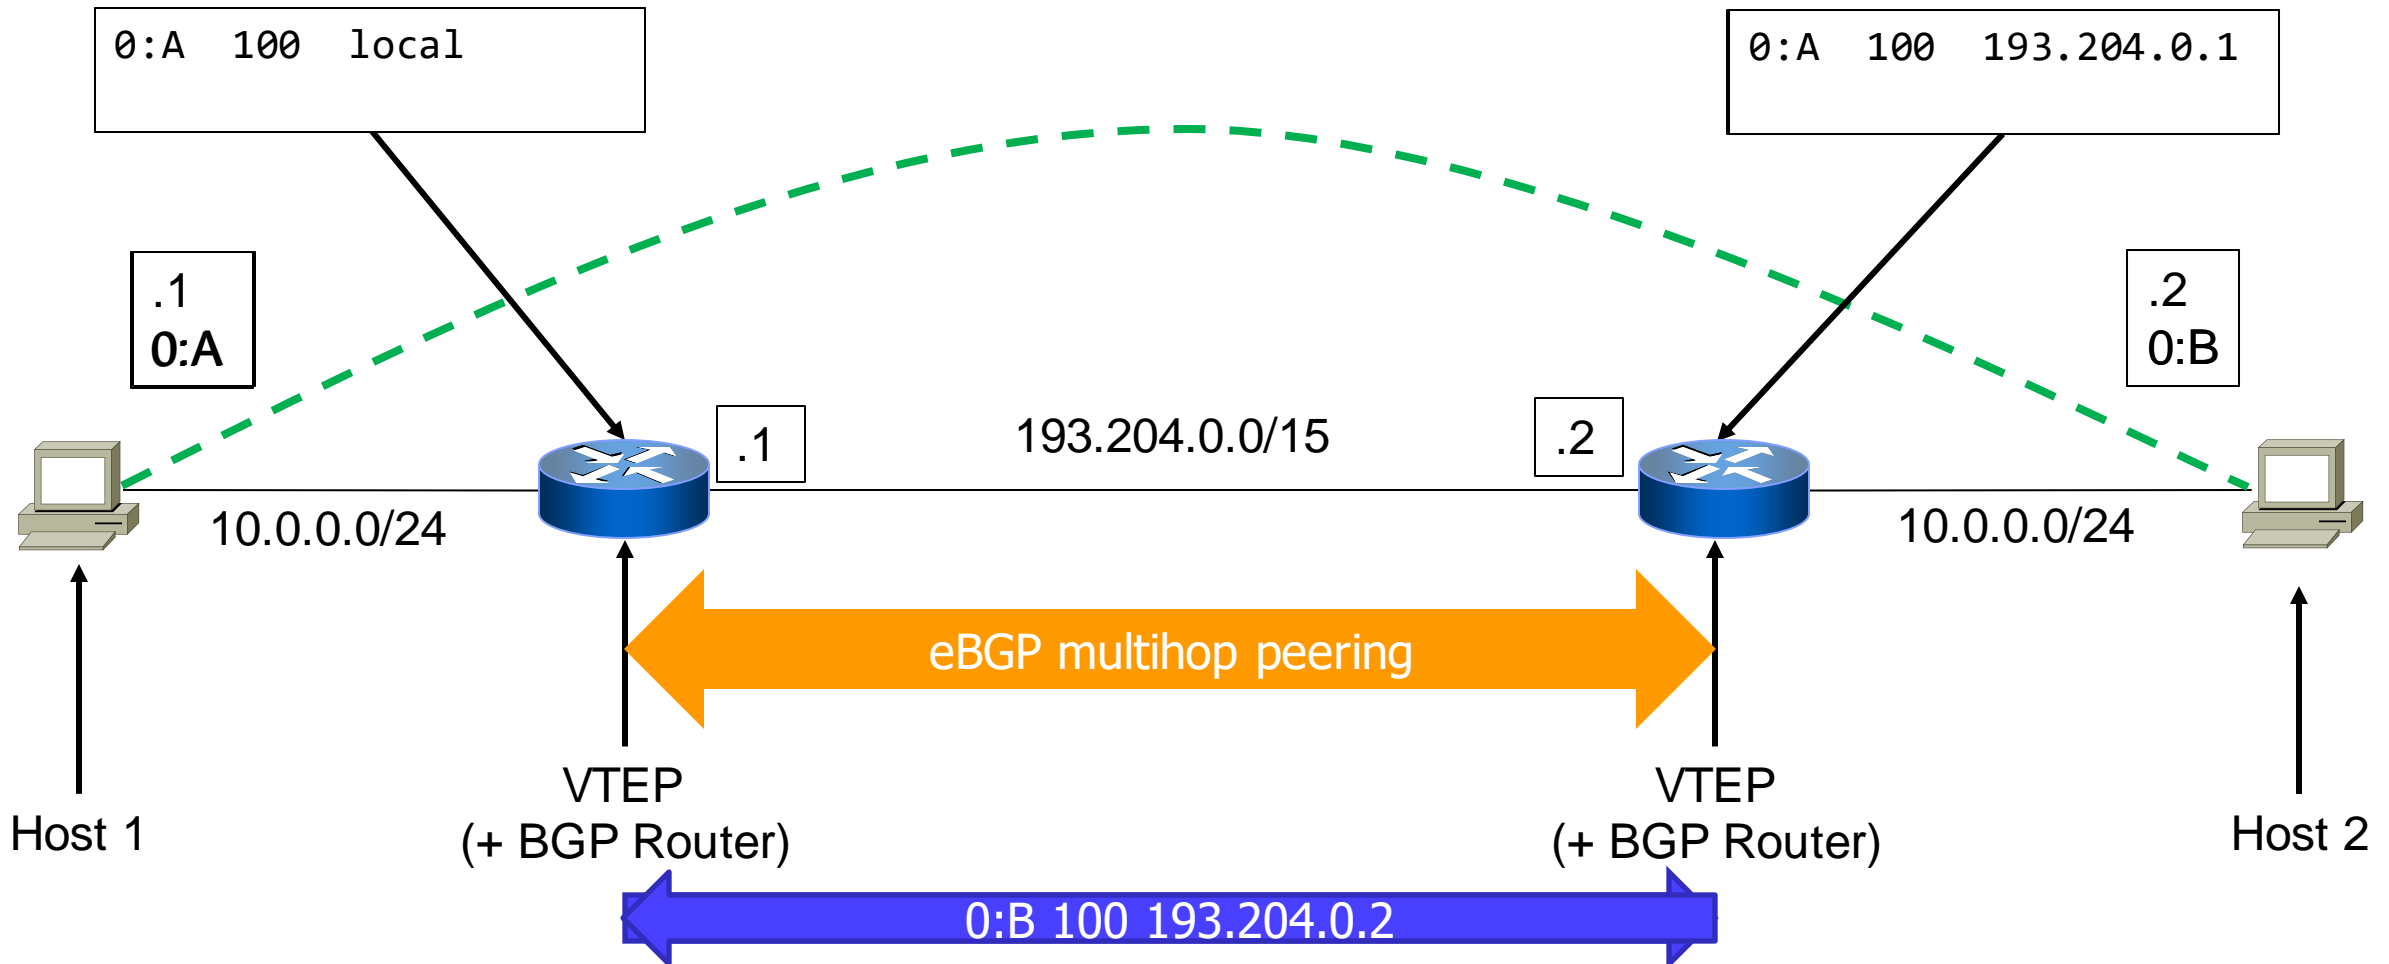 0:A  100  local
0:A  100  193.204.0.1
.1
0:A
.2
0:B
.1
193.204.0.0/15
.2
10.0.0.0/24
10.0.0.0/24
eBGP multihop peering
VTEP
(+ BGP Router)
VTEP
(+ BGP Router)
Host 1
Host 2
0:B 100 193.204.0.2